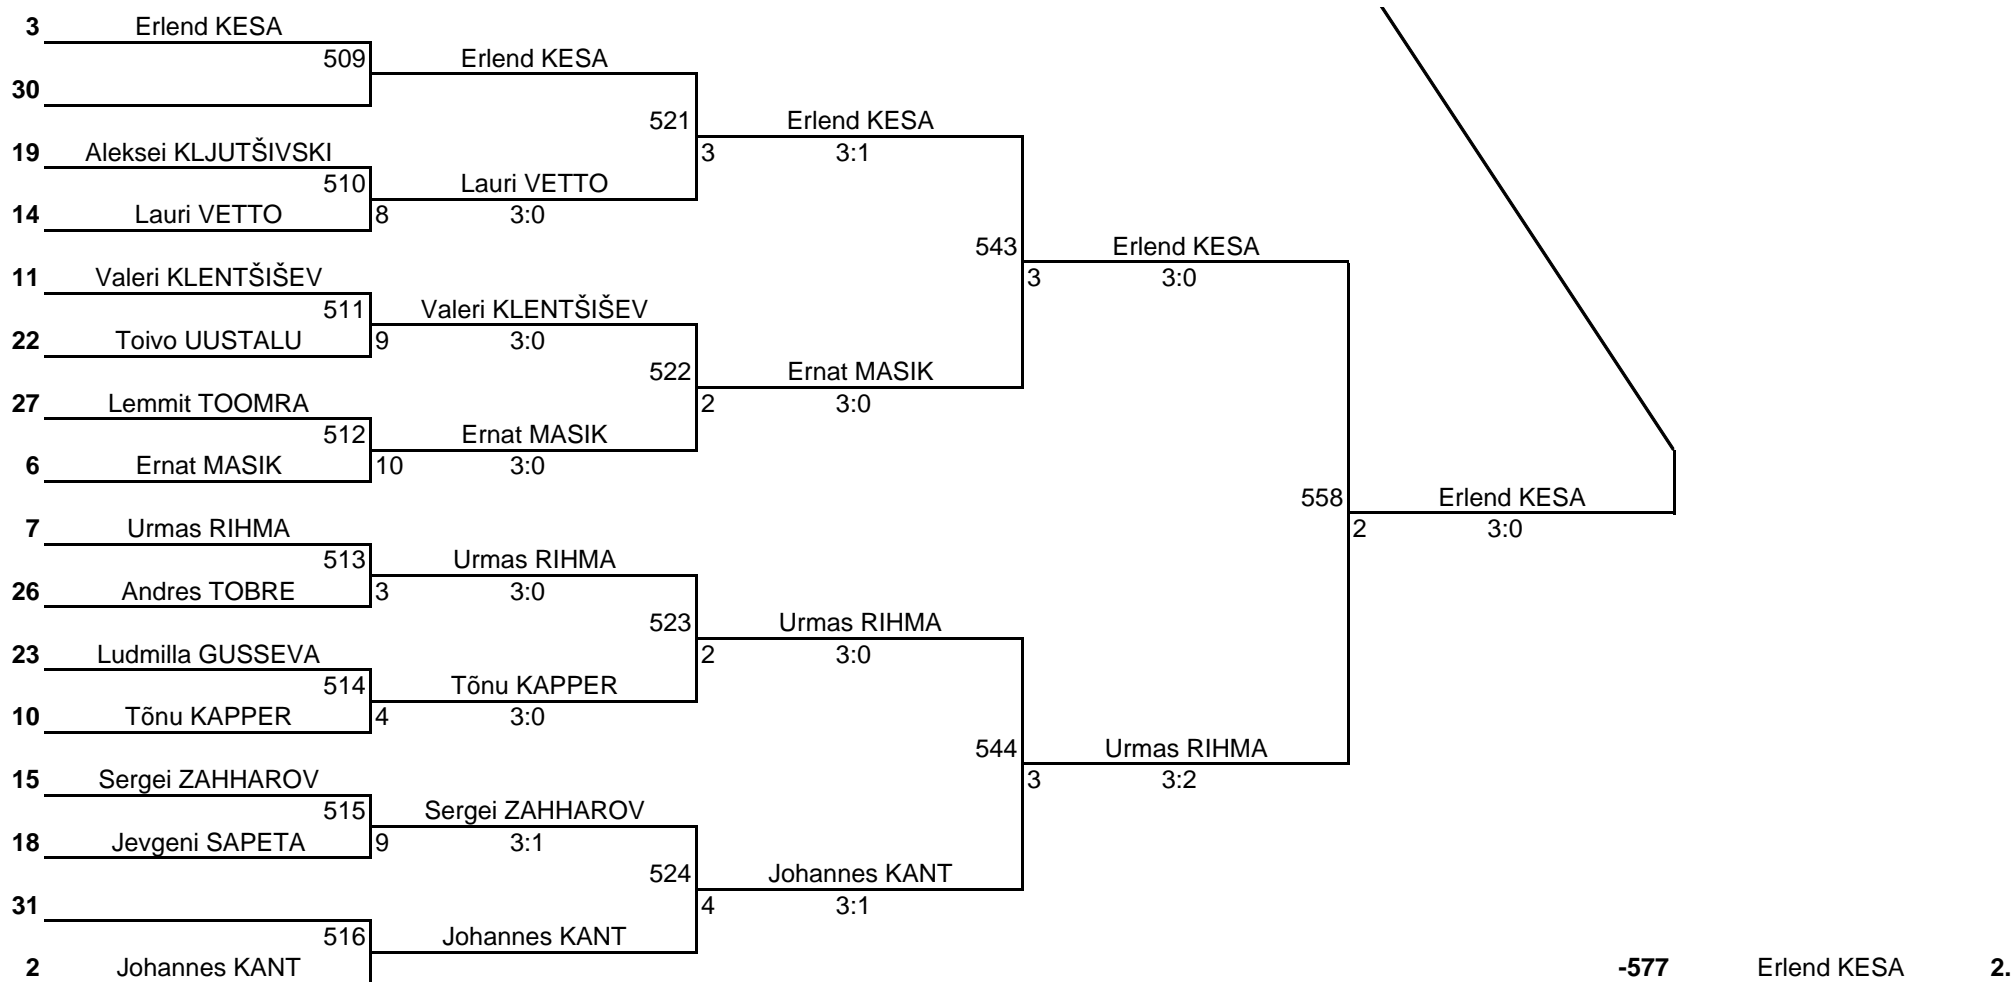 3 Erlend KESA
509 Erlend KESA
30
521 Erlend KESA
19 Aleksei KLJUTŠIVSKI 3 3:1
510 Lauri VETTO
14 Lauri VETTO 8 3:0
543 Erlend KESA
11 Valeri KLENTŠIŠEV 3 3:0
511 Valeri KLENTŠIŠEV
22 Toivo UUSTALU 9 3:0
522 Ernat MASIK
27 Lemmit TOOMRA 2 3:0
512 Ernat MASIK
6 Ernat MASIK 10 3:0
558 Erlend KESA
7 Urmas RIHMA 2 3:0
513 Urmas RIHMA
26 Andres TOBRE 3 3:0
523 Urmas RIHMA
23 Ludmilla GUSSEVA 2 3:0
514 Tõnu KAPPER
10 Tõnu KAPPER 4 3:0
544 Urmas RIHMA
15 Sergei ZAHHAROV 3 3:2
515 Sergei ZAHHAROV
18 Jevgeni SAPETA 9 3:1
524 Johannes KANT
31 4 3:1
516 Johannes KANT
2 Johannes KANT -577 Erlend KESA 2.